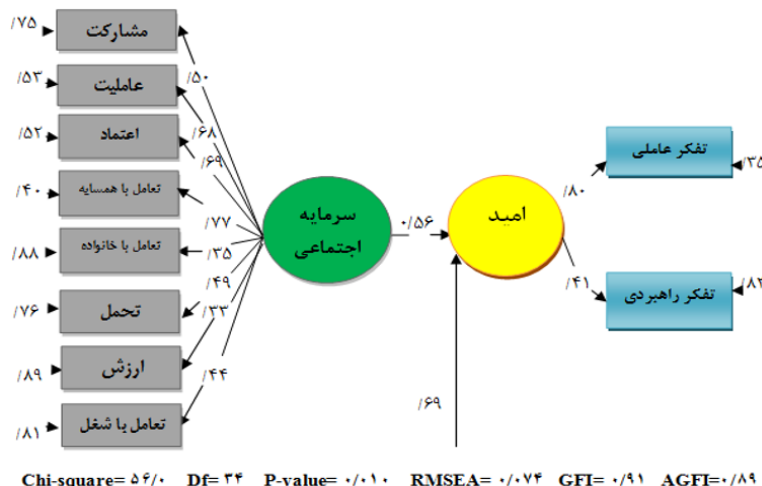 مشارکت
/۷۵
/۵۰
عاملیت
/۵۳
/۶۸
اعتماد
/۵۲
/۶۹
تعامل با همسایه
/۴۰
/۷۷
تعامل با خانواده
/۸۸
/۳۵
تحمل
/۷۶
/۴۹
ارزش
/۸۹
/۳۳
تعامل با شغل
/۸۱
/۴۴
سرمایه
اجتماعی
۰/۵۶
امید
/۶۹
/۸۰
تفکر عاملی
/۳۵
/۴۱
تفکر راهبردی
/۸۲
Chi-square= ۵۶/۰ Df= ۳۴ P-value= ۰/۰۱۰ RMSEA= ۰/۰۷۴ GFI= ۰/۹۱ AGFI=۰/۸۹